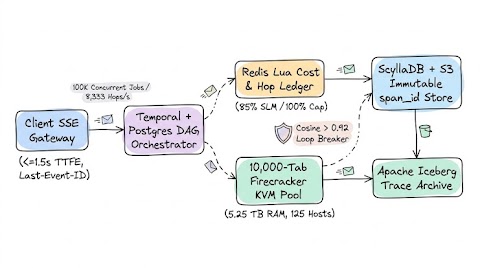 100K Concurrent Jobs /
8,333 Hops/s
Client SSE
Gateway
(<=1.5s TTFE,
Last-Event-ID)
Temporal +
Postgres DAG
Orchestrator
Redis Lua Cost
& Hop Ledger
(85% SLM / 100% Cap)
Cosine > 0.92
Loop Breaker
10,000-Tab
Firecracker
KVM Pool
(5.25 TB RAM, 125 Hosts)
ScyllaDB + S3
Immutable
span_id Store
Apache Iceberg
Trace Archive